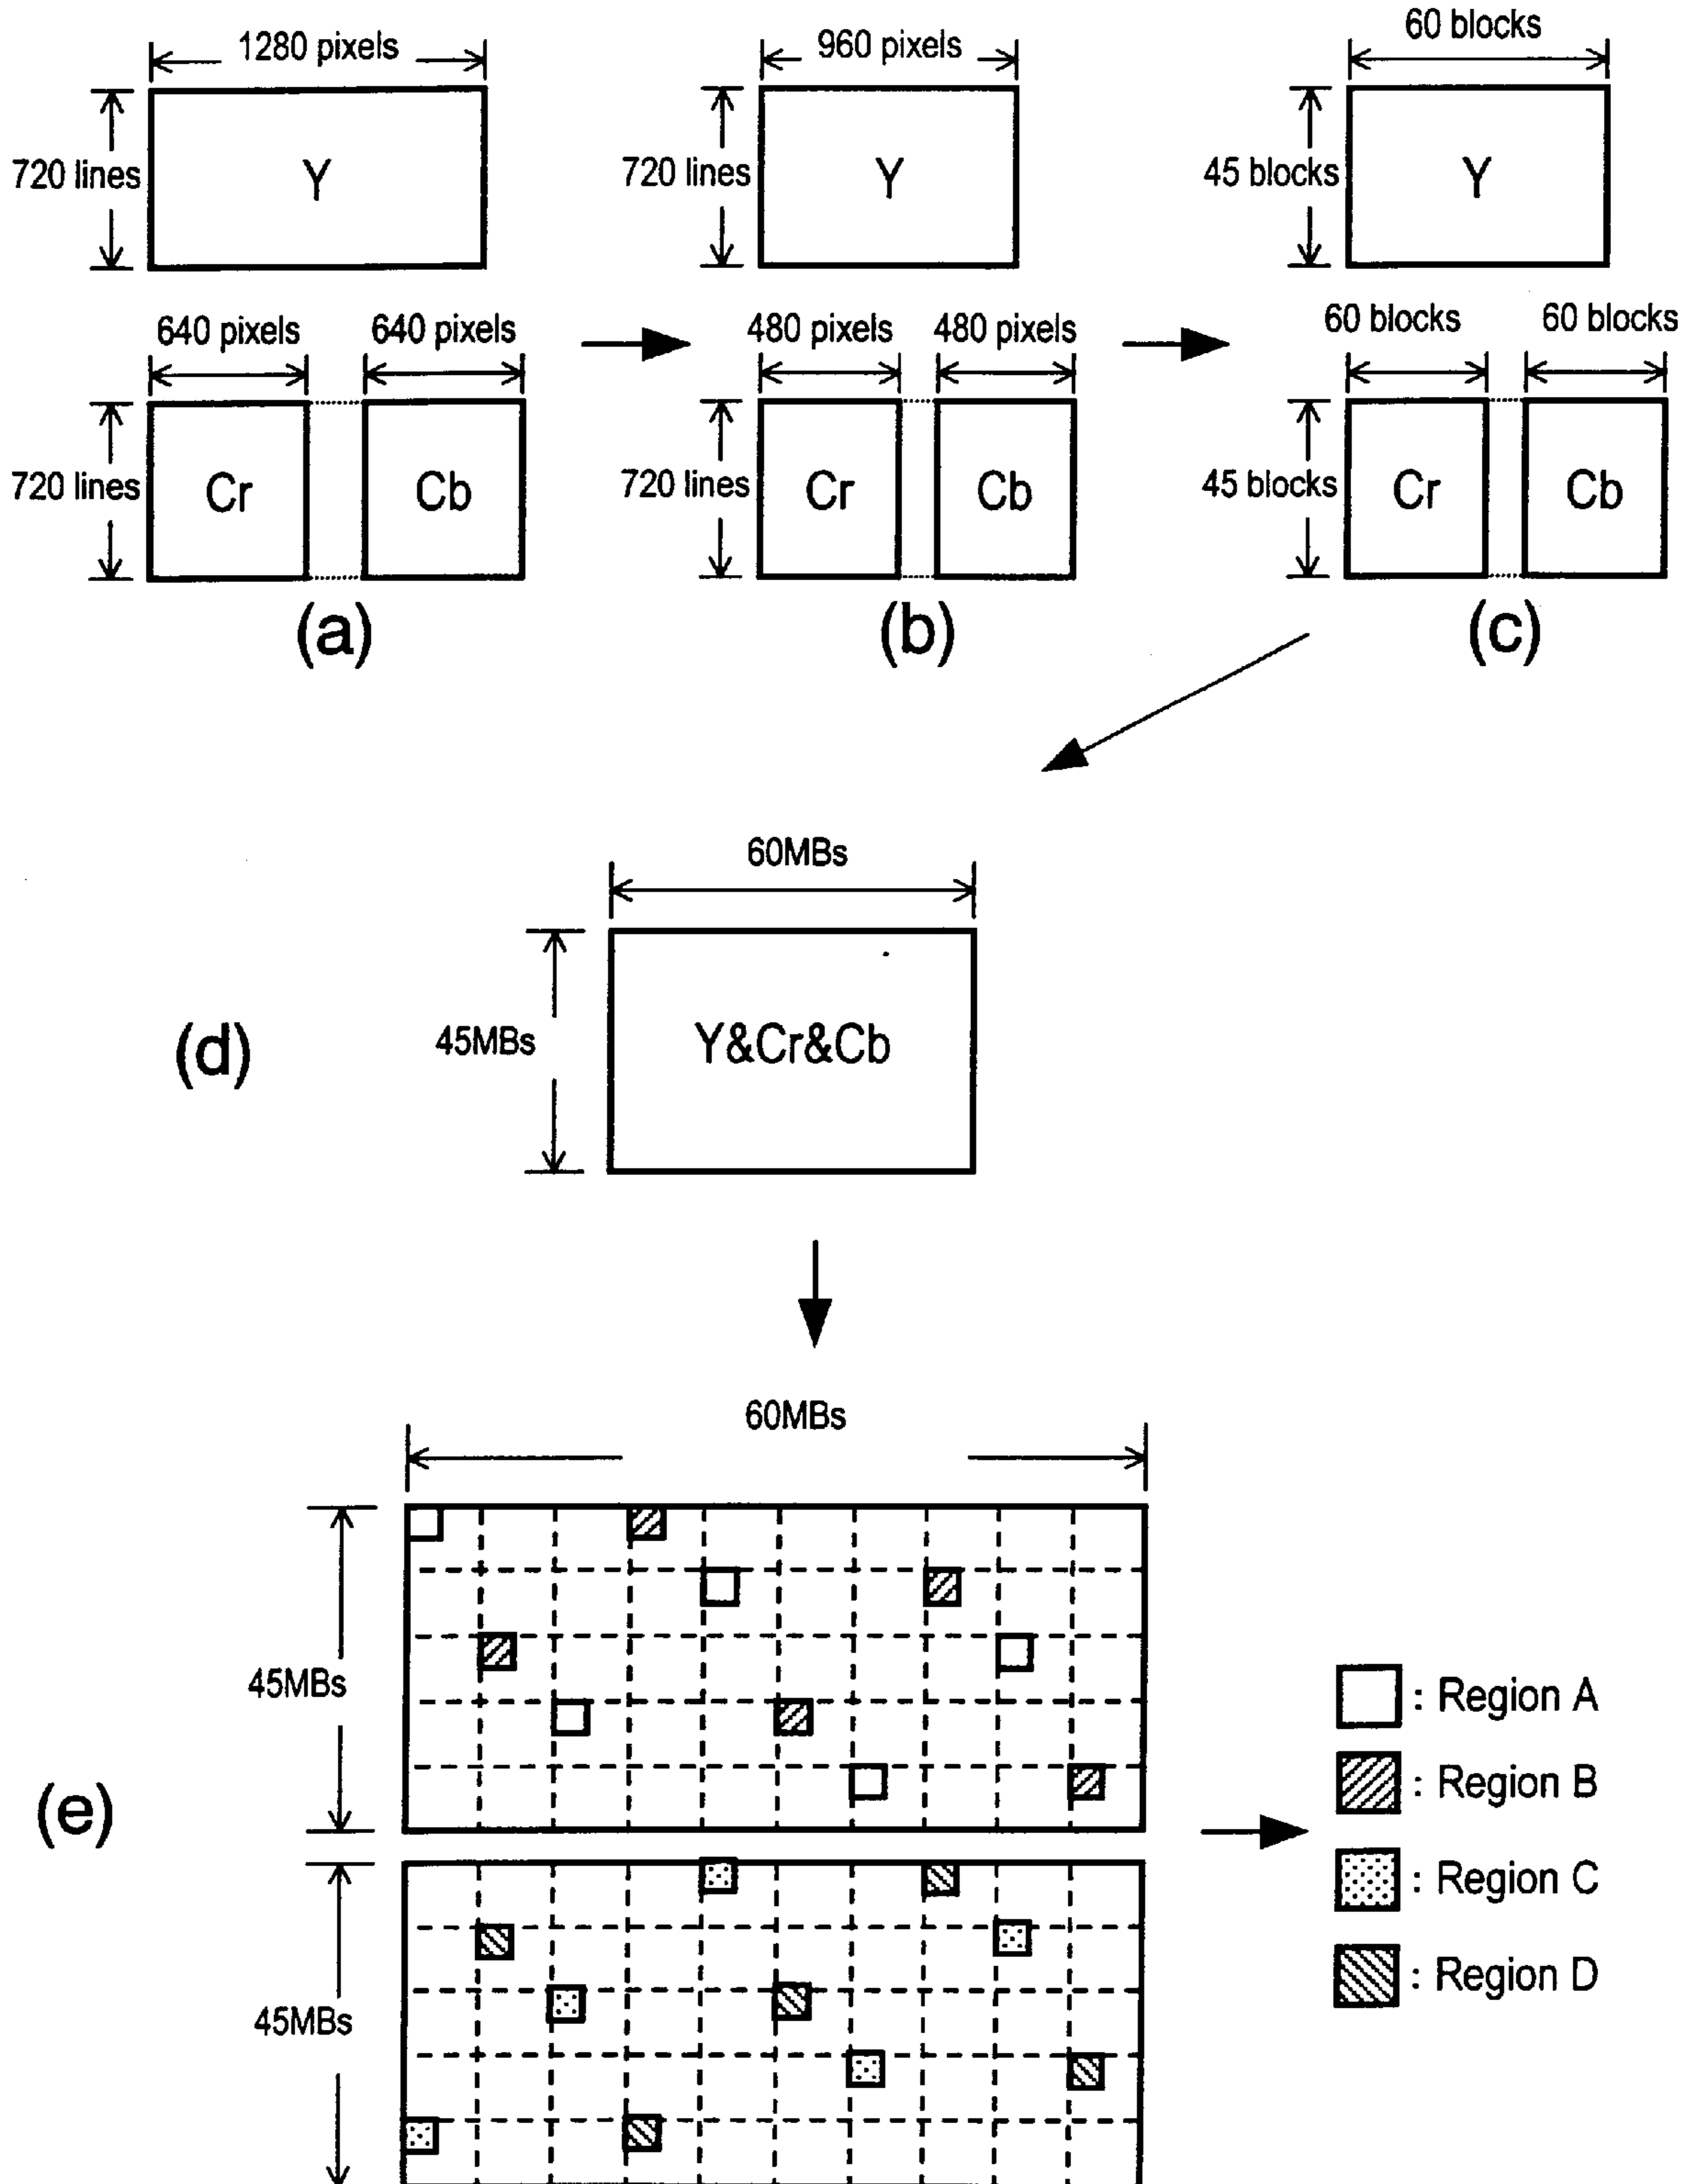 1280 pixels
720 lines
Y
640 pixels
640 pixels
720 lines
Cr
Cb
(a)
960 pixels
720 lines
Y
480 pixels
480 pixels
720 lines
Cr
Cb
(b)
60 blocks
45 blocks
Y
60 blocks
60 blocks
45 blocks
Cr
Cb
(c)
(d)
60MBs
45MBs
Y&Cr&Cb
(e)
60MBs
45MBs
45MBs
: Region A
: Region B
: Region C
: Region D